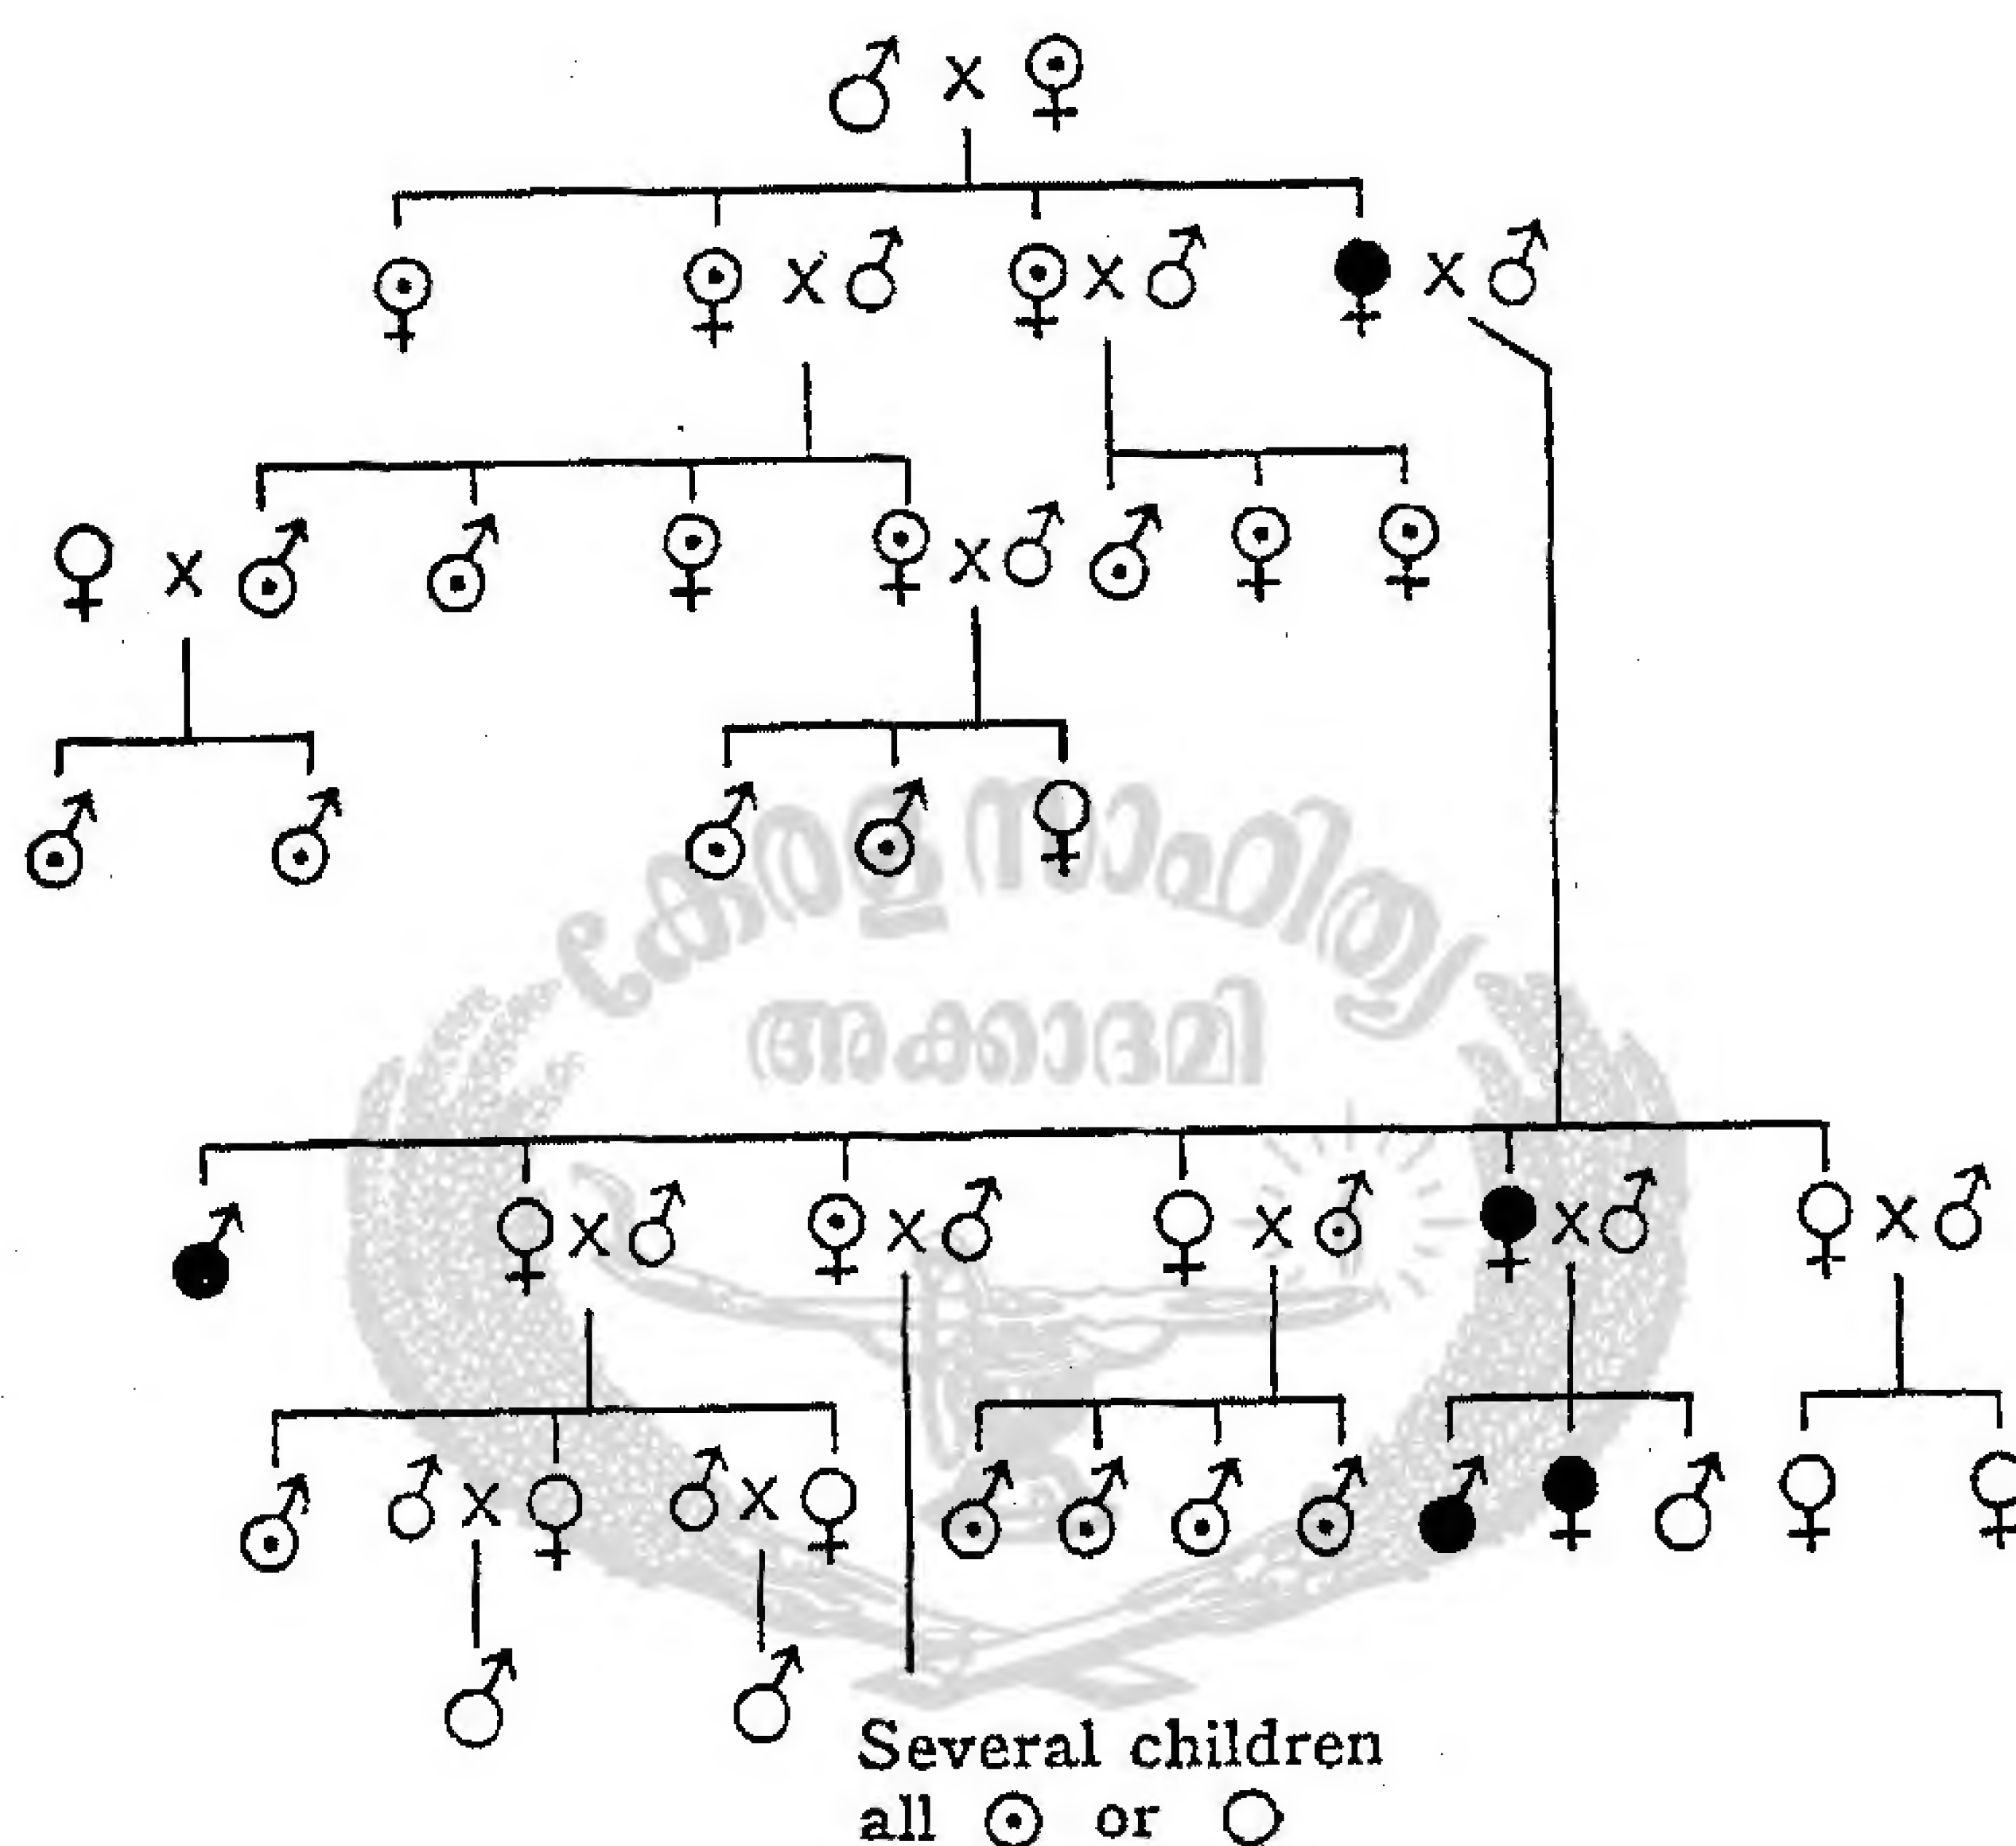 കേരള സാഹിത്യ
അക്കാദമി
Several children
all ⊙ or ○